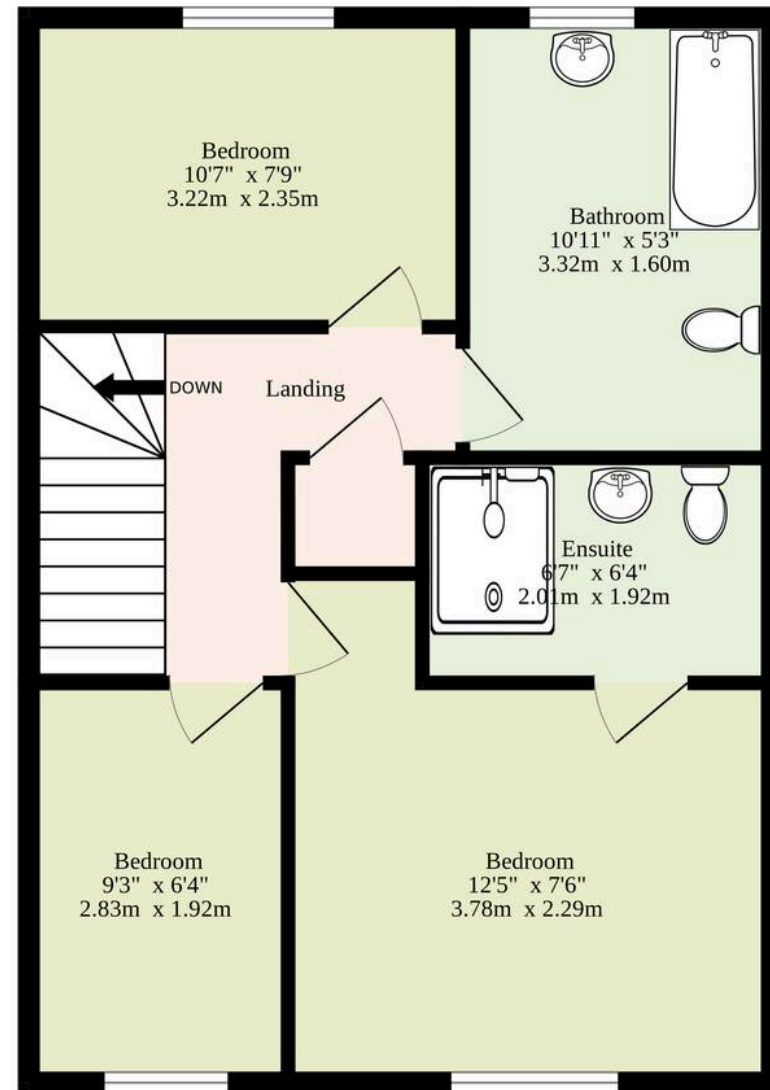 Bedroom
10'7" x 7'9"
3.22m x 2.35m
Bathroom
10'11" x 5'3"
3.32m x 1.60m
DOWN
Landing
Ensuite
6'7" x 6'4"
2.01m x 1.92m
Bedroom
9'3" x 6'4"
2.83m x 1.92m
Bedroom
12'5" x 7'6"
3.78m x 2.29m